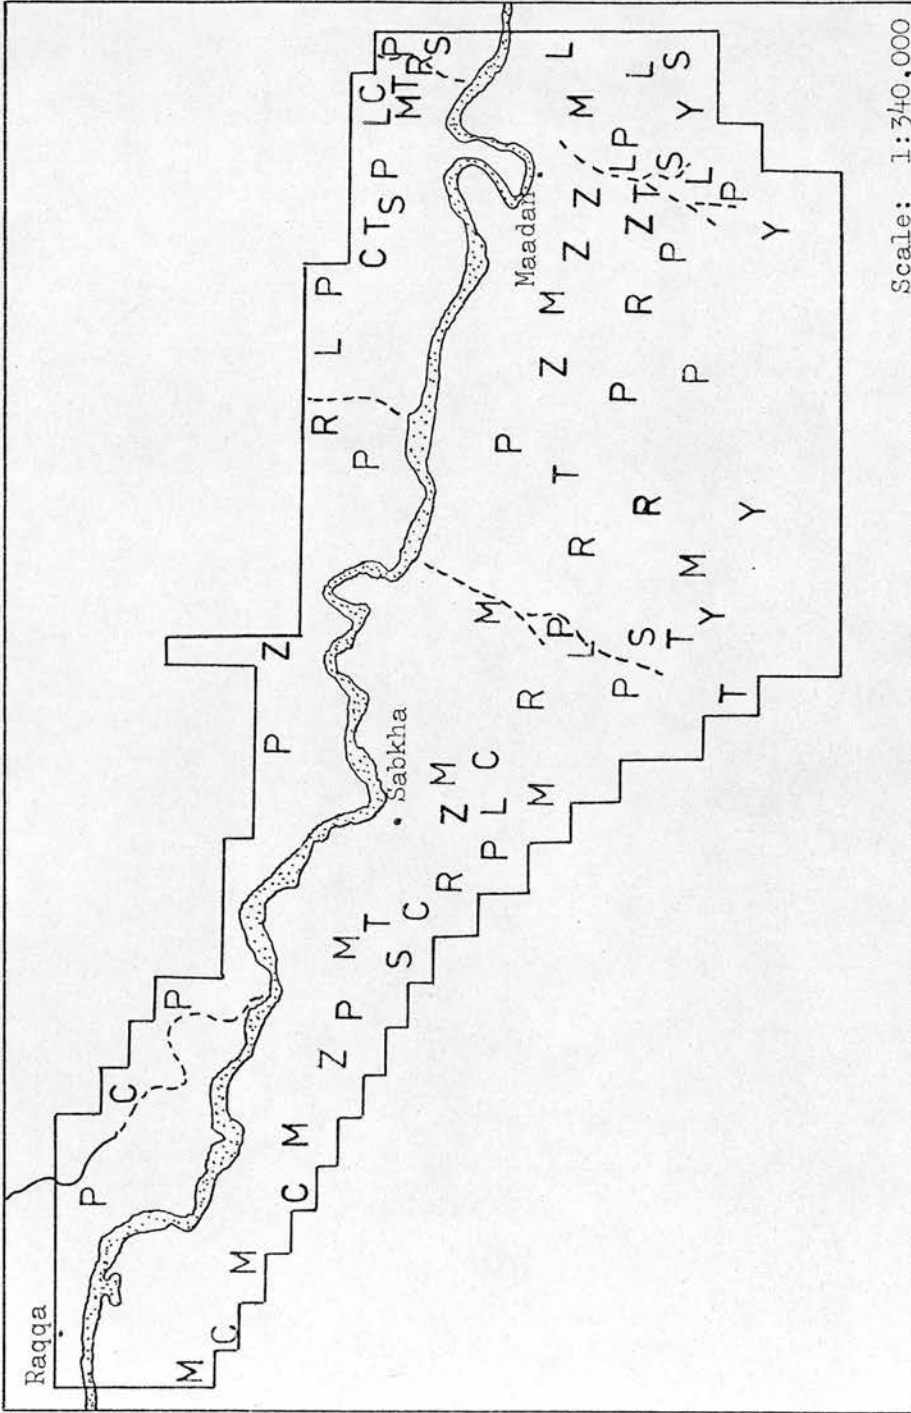 Raqqa
P
C
P
M
C
M
P Z
C M
R L P
Z P M
P C T P L C
S T C S M T R P S
Sabkha
R Z M
P L C M P
Maadan
M R P T Z M L
L R Z Z M
P P L P
S R R Z T L
T P S S
M P L Y
T Y P
Y Y
Scale: 1:340.000